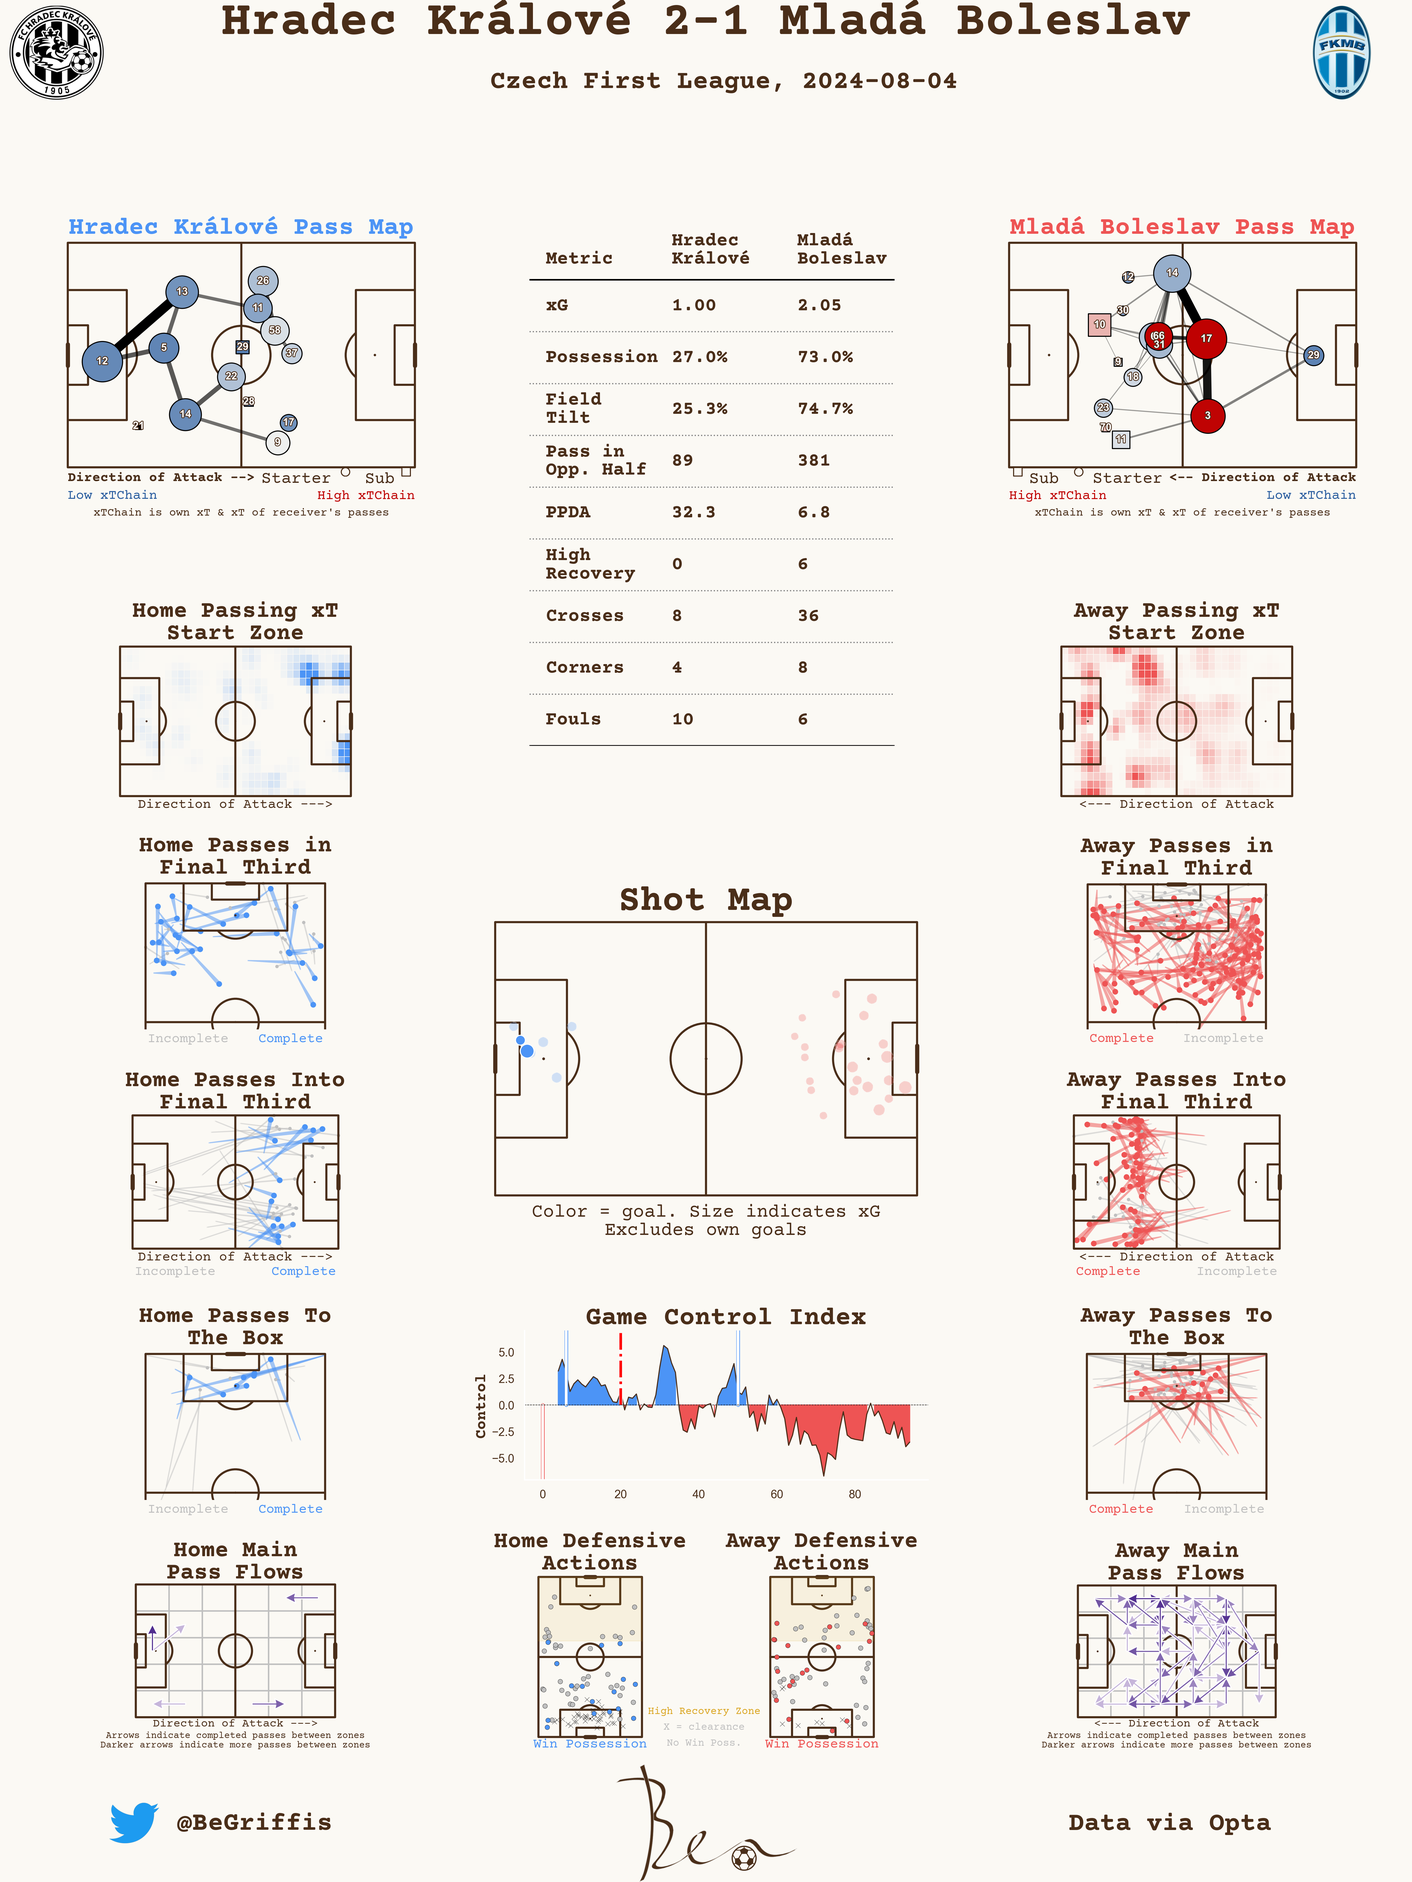 Hradec Králové 2-1 Mladá Boleslav
Czech First League, 2024-08-04
FC HRADEC KRÁLOVÉ
1905
FKMB
1902
Hradec Králové Pass Map
13
26
11
58
12
5
29
37
22
28
14
17
21
9
Direction of Attack --> Starter Sub
Low xTChain High xTChain
xTChain is own xT & xT of receiver's passes
Metric Hradec Králové Mladá Boleslav
xG 1.00 2.05
Possession 27.0% 73.0%
Field Tilt 25.3% 74.7%
Pass in Opp. Half 89 381
PPDA 32.3 6.8
High Recovery 0 6
Crosses 8 36
Corners 4 8
Fouls 10 6
Mladá Boleslav Pass Map
12
14
30
10
66
31
17
29
9
18
23
3
70
11
Sub Starter <-- Direction of Attack
High xTChain Low xTChain
xTChain is own xT & xT of receiver's passes
Home Passing xT
Start Zone
Direction of Attack --->
Away Passing xT
Start Zone
<--- Direction of Attack
Home Passes in
Final Third
Incomplete Complete
Away Passes in
Final Third
Complete Incomplete
Shot Map
Color = goal. Size indicates xG
Excludes own goals
Home Passes Into
Final Third
Direction of Attack --->
Incomplete Complete
Away Passes Into
Final Third
<--- Direction of Attack
Complete Incomplete
Home Passes To
The Box
Incomplete Complete
Game Control Index
Control
5.0
2.5
0.0
−2.5
−5.0
0 20 40 60 80
Away Passes To
The Box
Complete Incomplete
Home Main
Pass Flows
Direction of Attack --->
Arrows indicate completed passes between zones
Darker arrows indicate more passes between zones
Home Defensive
Actions
Win Possession
High Recovery Zone
X = clearance
No Win Poss.
Away Defensive
Actions
Win Possession
Away Main
Pass Flows
<--- Direction of Attack
Arrows indicate completed passes between zones
Darker arrows indicate more passes between zones
@BeGriffis
Ben
Data via Opta